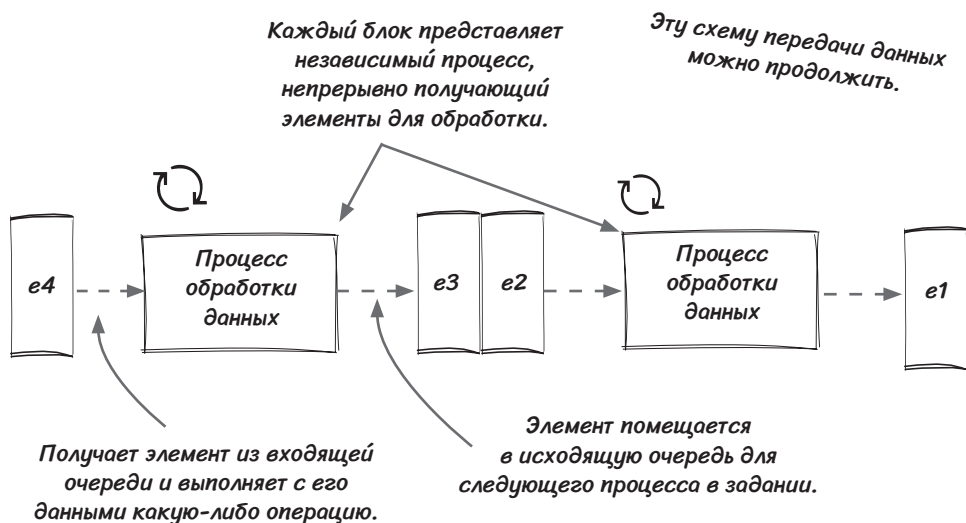 Каждый блок представляет
независимый процесс,
непрерывно получающий
элементы для обработки.
Эту схему передачи данных
можно продолжить.
e4
Процесс
обработки
данных
e3
e2
Процесс
обработки
данных
e1
Получает элемент из входящей
очереди и выполняет с его
данными какую-либо операцию.
Элемент помещается
в исходящую очередь для
следующего процесса в задании.